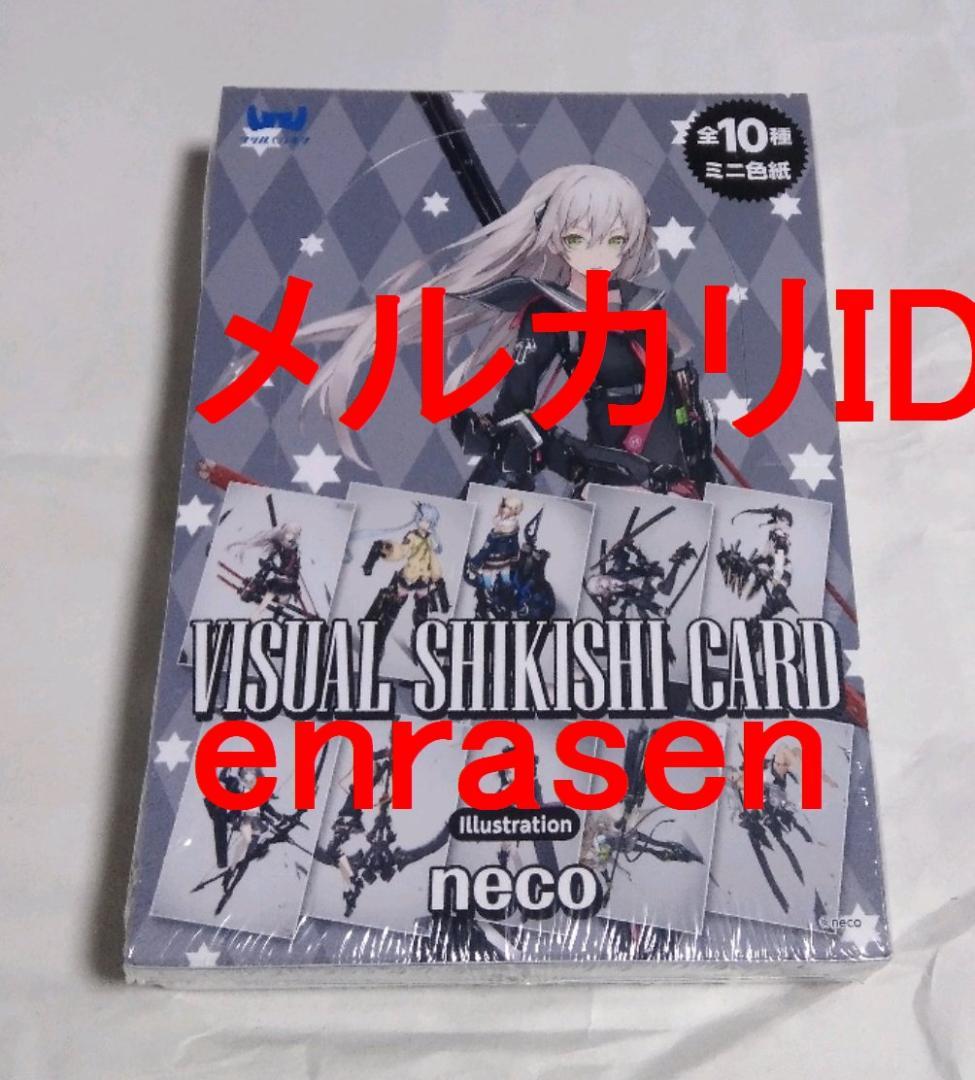 全10種
ミニ色紙
メルカリID
VISUAL SHIKISHI CARD
enrasen
Illustration
neco
© neco